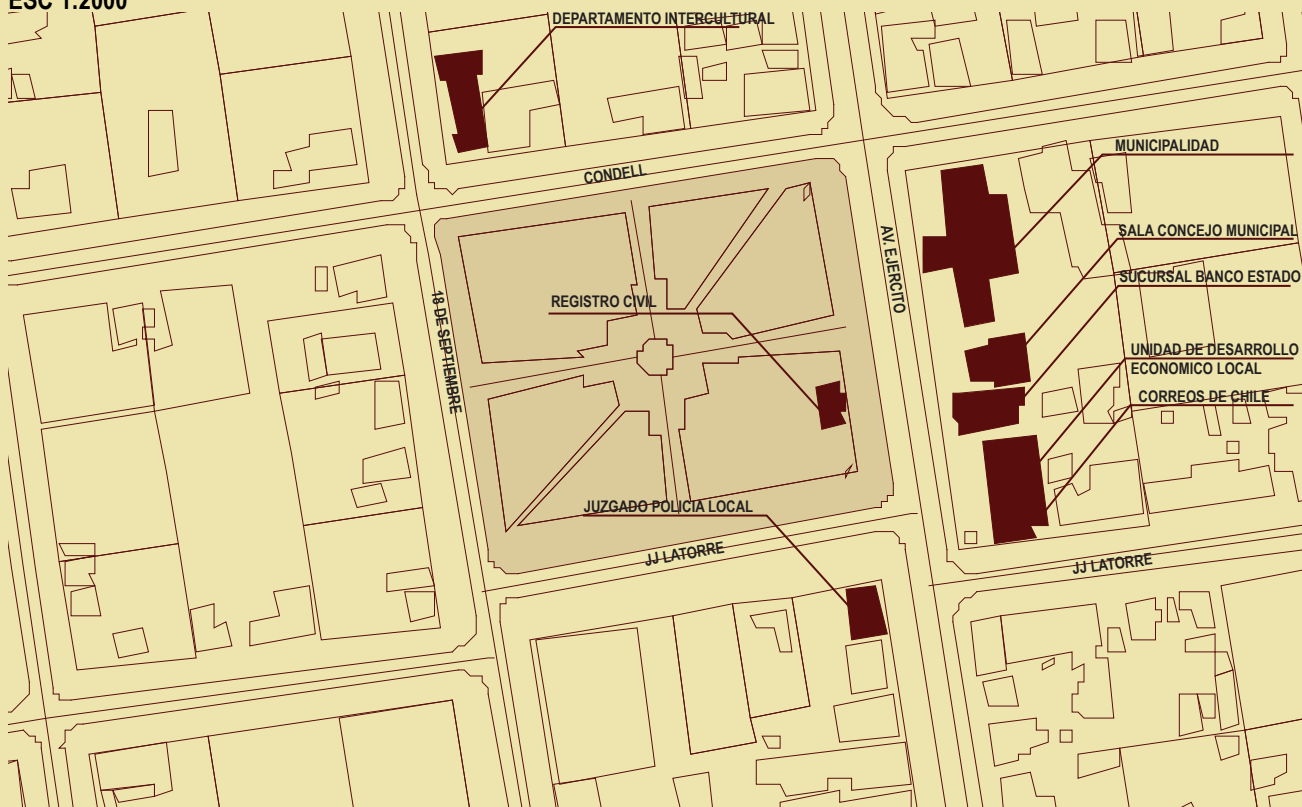 ESC 1:2000
DEPARTAMENTO INTERCULTURAL
MUNICIPALIDAD
CONDELL
SALA CONCEJO MUNICIPAL
AV. EJERCITO
SUCURSAL BANCO ESTADO
REGISTRO CIVIL
18 DE SEPTIEMBRE
UNIDAD DE DESARROLLO
ECONOMICO LOCAL
CORREOS DE CHILE
JUZGADO POLICIA LOCAL
JJ LATORRE
JJ LATORRE